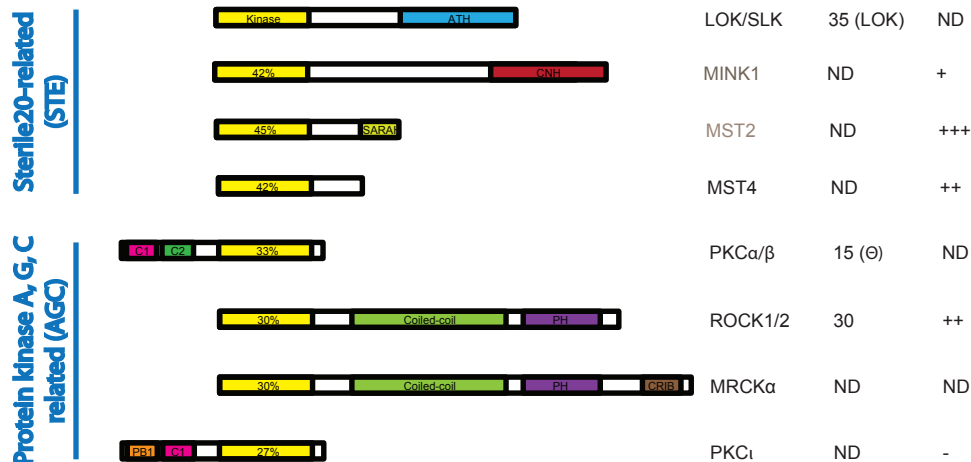 Sterile20-related
(STE)
Kinase ATH LOK/SLK 35 (LOK) ND
42% CNH MINK1 ND +
45% SARAH MST2 ND +++
42% MST4 ND ++
Protein kinase A, G, C
related (AGC)
C1 C2 33% PKCα/β 15 (Θ) ND
30% Coiled-coil PH ROCK1/2 30 ++
30% Coiled-coil PH CRIB MRCKα ND ND
PB1 C1 27% PKCι ND -